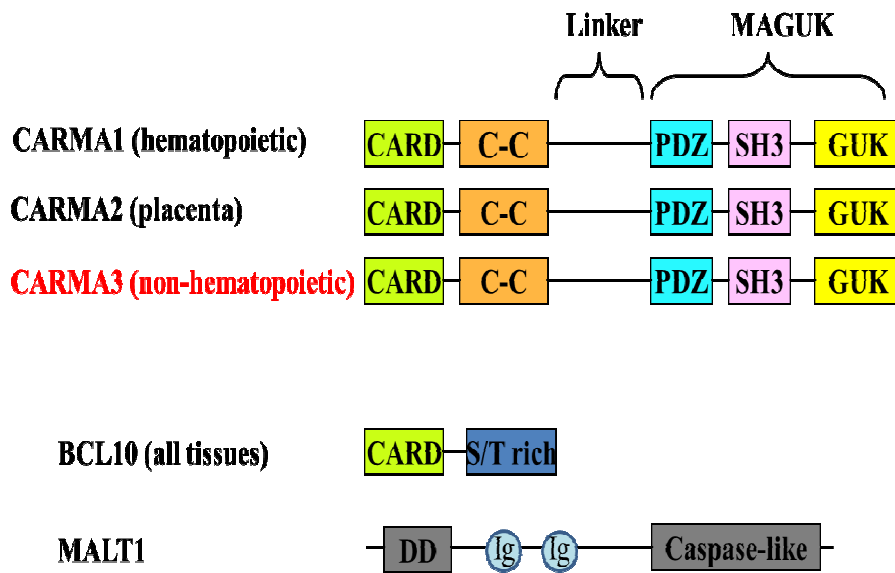 Linker MAGUK
CARMA1 (hematopoietic) CARD C-C PDZ SH3 GUK
CARMA2 (placenta) CARD C-C PDZ SH3 GUK
CARMA3 (non-hematopoietic) CARD C-C PDZ SH3 GUK
BCL10 (all tissues) CARD S/T rich
MALT1 DD Ig Ig Caspase-like